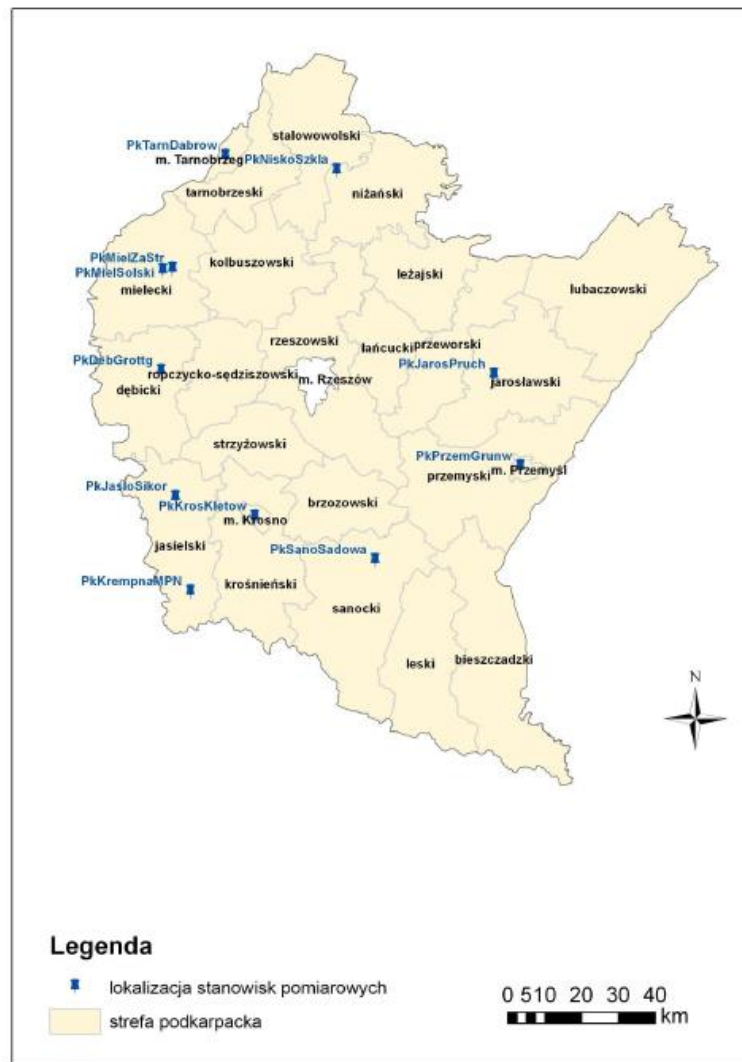 stalowowolski
PkTarnDabrow
m. Tarnobrzeg
PkNiskoSzkla
tarnobrzeski
niżański
PkMielZaStr
PkMielSolski
mielecki
kolbuszowski
leżajski
lubaczowski
rzeszowski
łańcucki
przeworski
PkDebGrottg
ropczycko-sędziszowski
m. Rzeszów
PkJarosPruch
jarosławski
dębicki
strzyżowski
PkPrzemGrunw
m. Przemyśl
przemyski
PkJasloSikor
PkKrosKletow
m. Krosno
brzozowski
jasielski
PkSanoSadowa
PkKrempnaMPN
krośnieński
sanocki
leski
bieszczadzki
N
Legenda
lokalizacja stanowisk pomiarowych
strefa podkarpacka
0 5 10 20 30 40
km